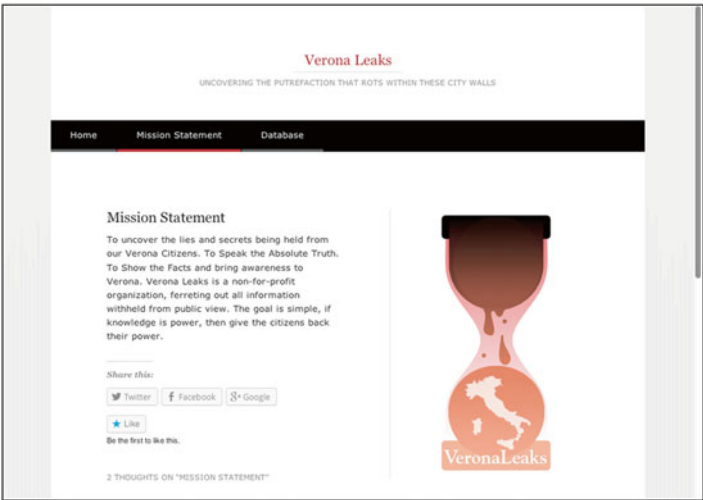 Verona Leaks
UNCOVERING THE PUTREFACTION THAT ROTS WITHIN THESE CITY WALLS
Home Mission Statement Database
Mission Statement
To uncover the lies and secrets being held from
our Verona Citizens. To Speak the Absolute Truth.
To Show the Facts and bring awareness to
Verona. Verona Leaks is a non-for-profit
organization, ferreting out all information
withheld from public view. The goal is simple, if
knowledge is power, then give the citizens back
their power.
Share this:
Twitter Facebook Google
Like
Be the first to like this.
2 THOUGHTS ON "MISSION STATEMENT"
VeronaLeaks